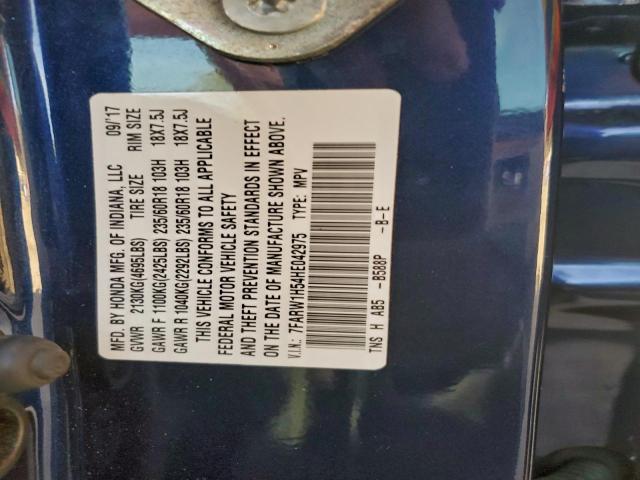 MFD. BY HONDA MFG. OF INDIANA, LLC 09/'17
GVWR 2130KG(4695LBS) TIRE SIZE RIM SIZE
GAWR F 1100KG(2425LBS) 235/60R18 103H 18X7.5J
GAWR R 1040KG(2292LBS) 235/60R18 103H 18X7.5J
THIS VEHICLE CONFORMS TO ALL APPLICABLE
FEDERAL MOTOR VEHICLE SAFETY
AND THEFT PREVENTION STANDARDS IN EFFECT
ON THE DATE OF MANUFACTURE SHOWN ABOVE.
V.I.N.: 7FARW1H54HE042975 TYPE: MPV
TNS H AB5 -B588P -B-E